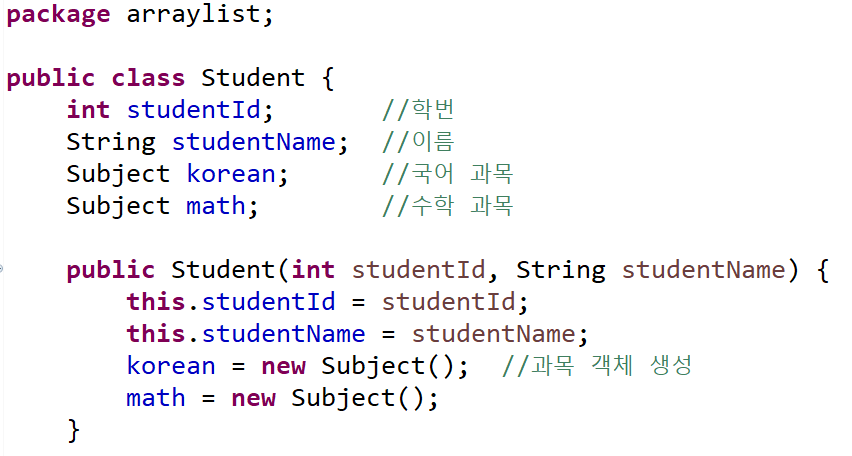 package arraylist;
public class Student {
int studentId; //학번
String studentName; //이름
Subject korean; //국어 과목
Subject math; //수학 과목
public Student(int studentId, String studentName) {
this.studentId = studentId;
this.studentName = studentName;
korean = new Subject(); //과목 객체 생성
math = new Subject();
}